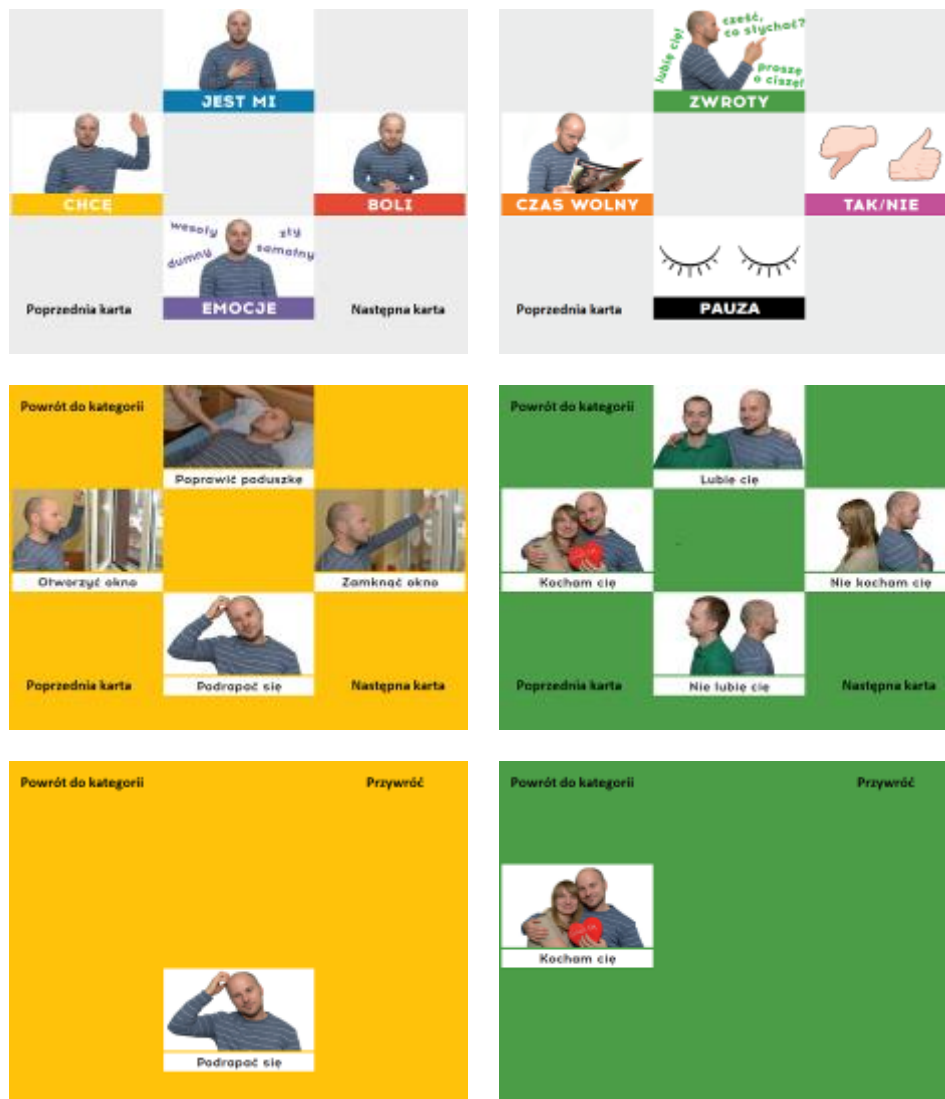 JEST MI
CHCĘ
BOLI
wesoły
zły
dumny
samotny
Poprzednia karta
EMOCJE
Następna karta
lubię cię!
cześć,
co słychać?
proszę
o ciszę!
ZWROTY
CZAS WOLNY
TAK/NIE
Poprzednia karta
PAUZA
Następna karta
Powrót do kategorii
Poprawić poduszkę
Otworzyć okno
Zamknąć okno
Poprzednia karta
Podrapać się
Następna karta
Powrót do kategorii
Lubię cię
Kocham cię
Nie kocham cię
Poprzednia karta
Nie lubię cię
Następna karta
Powrót do kategorii
Przywróć
Podrapać się
Powrót do kategorii
Przywróć
Kocham cię